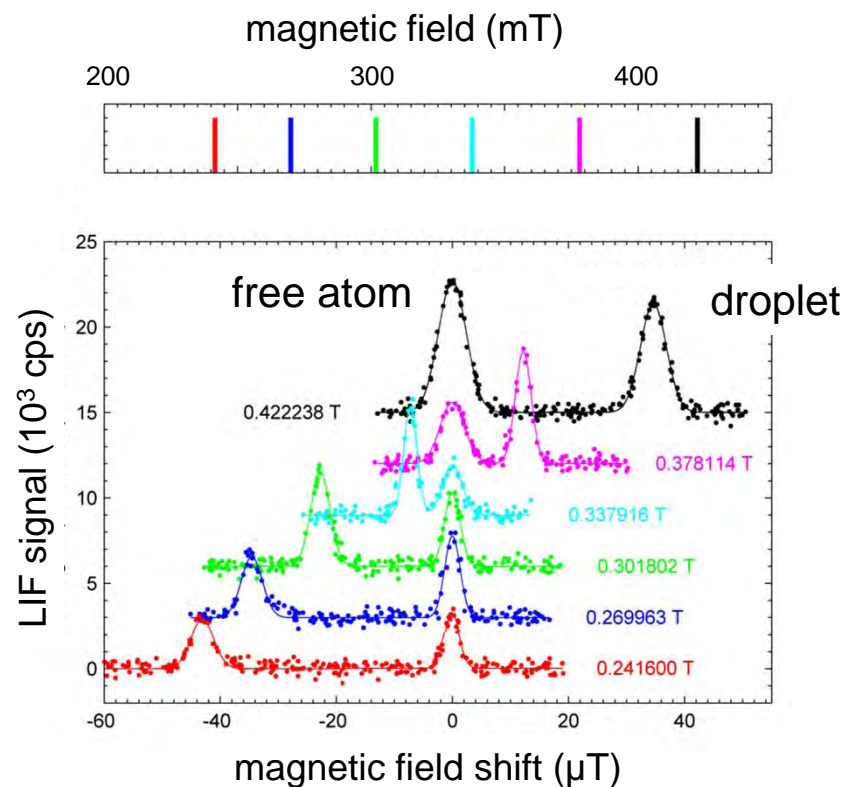 magnetic field (mT)
200 300 400
25
20
15
10
5
0
LIF signal (10³ cps)
free atom
droplet
0.422238 T
0.378114 T
0.337916 T
0.301802 T
0.269963 T
0.241600 T
-60 -40 -20 0 20 40
magnetic field shift (µT)